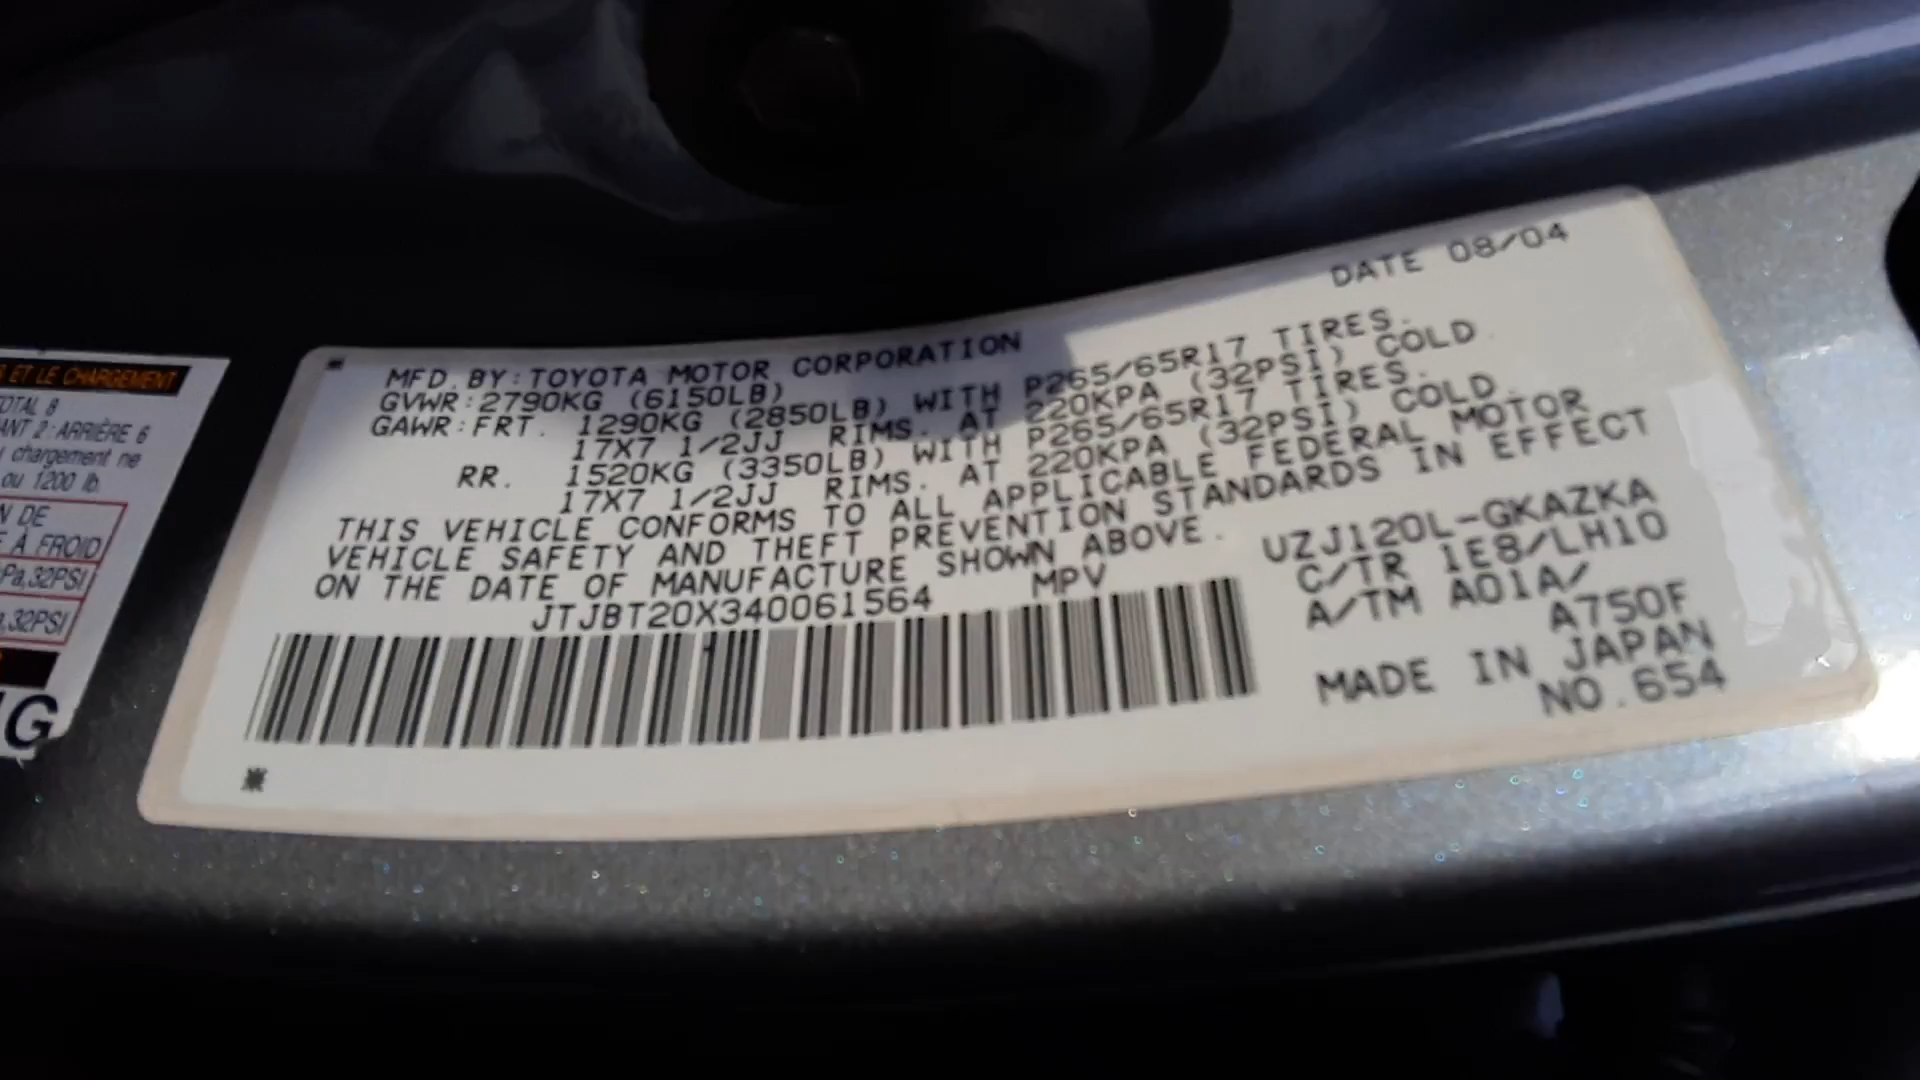 DATE 08/04
MFD. BY: TOYOTA MOTOR CORPORATION
GVWR: 2790KG (6150LB)
GAWR: FRT. 1290KG (2850LB) WITH P265/65R17 TIRES.
17X7 1/2JJ RIMS. AT 220KPA (32PSI) COLD.
RR. 1520KG (3350LB) WITH P265/65R17 TIRES.
17X7 1/2JJ RIMS. AT 220KPA (32PSI) COLD.
THIS VEHICLE CONFORMS TO ALL APPLICABLE FEDERAL MOTOR
VEHICLE SAFETY AND THEFT PREVENTION STANDARDS IN EFFECT
ON THE DATE OF MANUFACTURE SHOWN ABOVE.
JTJBT20X340061564 MPV
UZJ120L-GKAZKA
C/TR 1E8/LH10
A/TM A01A/
A750F
MADE IN JAPAN
NO.654
ET LE CHARGEMENT
8
2: ARRIÈRE 6
chargement ne
ou 1200 lb
DE
À FROID
,32PSI
,32PSI
G